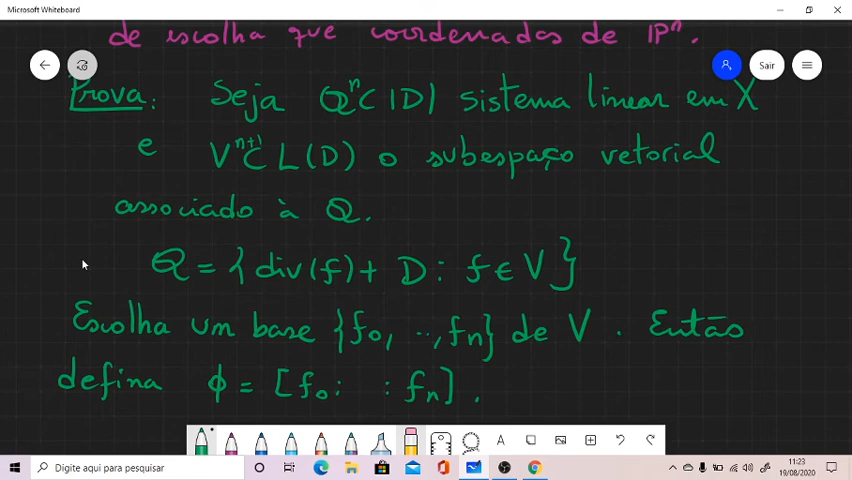 Microsoft Whiteboard
de escolha que coordenadas de ℙⁿ.
Sair
Prova: Seja Qⁿ ⊂ |D| sistema linear em X
e Vⁿ⁺¹ ⊂ L(D) o subespaço vetorial
associado à Q.
Q = { div(f) + D : f ∈ V }
Escolha um base {f₀, .., fₙ} de V. Então
defina ϕ = [f₀: : fₙ].
Digite aqui para pesquisar
11:23
19/08/2020